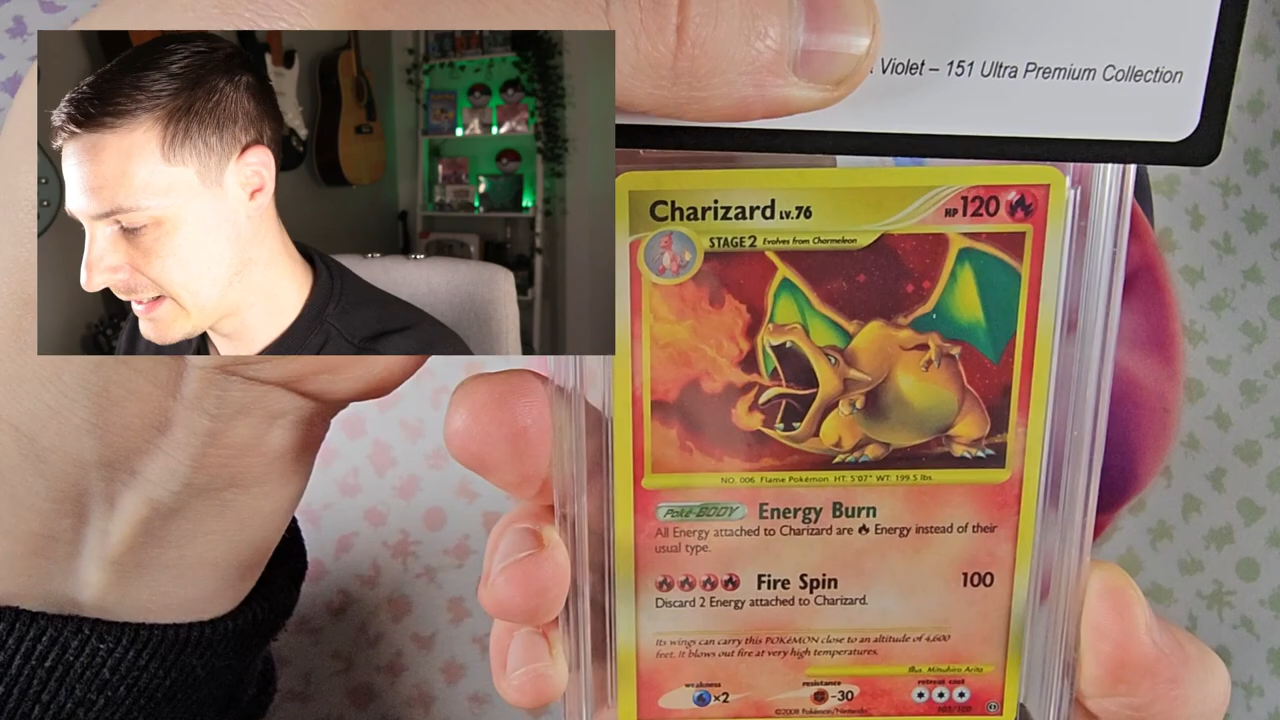 Violet – 151 Ultra Premium Collection
Charizard LV.76 HP 120
STAGE 2 Evolves from Charmeleon
NO. 006 Flame Pokémon HT: 5'07" WT: 199.5 lbs.
Poké-BODY Energy Burn
All Energy attached to Charizard are Energy instead of their
usual type.
Fire Spin 100
Discard 2 Energy attached to Charizard.
Its wings can carry this POKéMON close to an altitude of 4,600
feet. It blows out fire at very high temperatures.
Illus. Mitsuhiro Arita
weakness resistance retreat cost
×2 -30
©2008 Pokémon/Nintendo 103/100